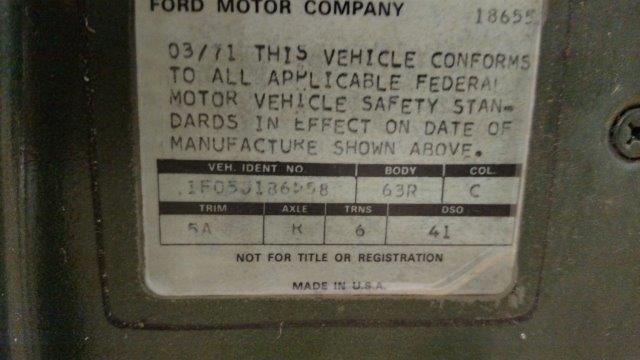 FORD MOTOR COMPANY
18655
03/71 THIS VEHICLE CONFORMS
TO ALL APPLICABLE FEDERAL
MOTOR VEHICLE SAFETY STAN-
DARDS IN EFFECT ON DATE OF
MANUFACTURE SHOWN ABOVE.
VEH. IDENT NO. BODY COL.
63R C
TRIM AXLE TRNS DSO
5A K 6 41
NOT FOR TITLE OR REGISTRATION
MADE IN U.S.A.